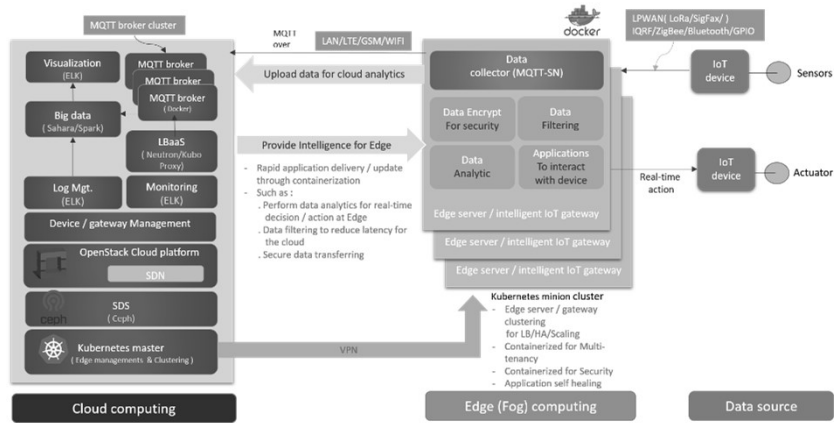 MQTT broker cluster
Visualization
(ELK)
MQTT broker
MQTT broker
MQTT broker
(Docker)
Big data
( Sahara/Spark)
LBaaS
( Neutron/Kubo
Proxy)
Log Mgt.
(ELK)
Monitoring
(ELK)
Device / gateway Management
OpenStack Cloud platform
SDN
ceph
SDS
( Ceph)
Kubernetes master
( Edge managements & Clustering )
Cloud computing
MQTT
over
LAN/LTE/GSM/WIFI
Upload data for cloud analytics
Provide Intelligence for Edge
- Rapid application delivery / update
through containerization
- Such as :
. Perform data analytics for real-time
decision / action at Edge
. Data filtering to reduce latency for
the cloud
. Secure data transferring
VPN
docker
Data
collector (MQTT-SN)
Data Encrypt
For security
Data
Filtering
Data
Analytic
Applications
To interact
with device
Edge server / intelligent IoT gateway
Edge server / intelligent IoT gateway
Edge server / intelligent IoT gateway
Kubernetes minion cluster
- Edge server / gateway
clustering
for LB/HA/Scaling
- Containerized for Multi-
tenancy
- Containerized for Security
- Application self healing
Edge (Fog) computing
LPWAN( LoRa/SigFax/ )
IQRF/ZigBee/Bluetooth/GPIO
IoT
device
Sensors
Real-time
action
IoT
device
Actuator
Data source